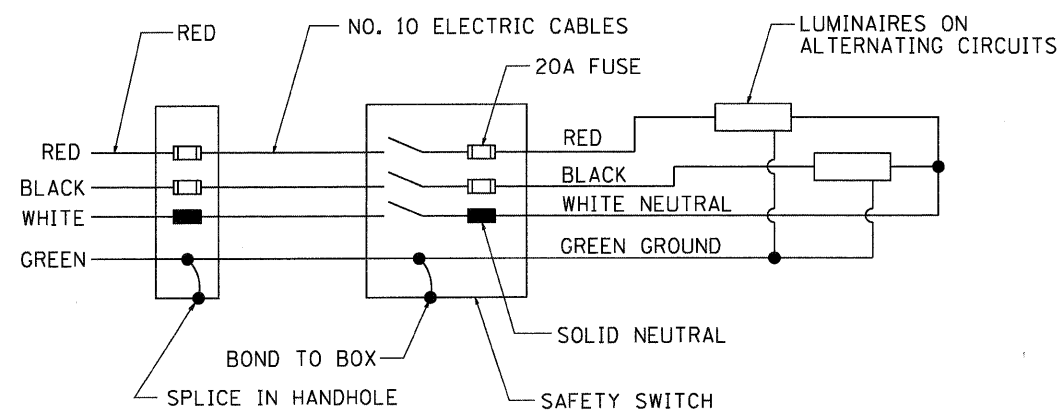 RED
NO. 10 ELECTRIC CABLES
LUMINAIRES ON
ALTERNATING CIRCUITS
20A FUSE
RED
RED
BLACK
BLACK
WHITE
WHITE NEUTRAL
GREEN
GREEN GROUND
SOLID NEUTRAL
BOND TO BOX
SPLICE IN HANDHOLE
SAFETY SWITCH